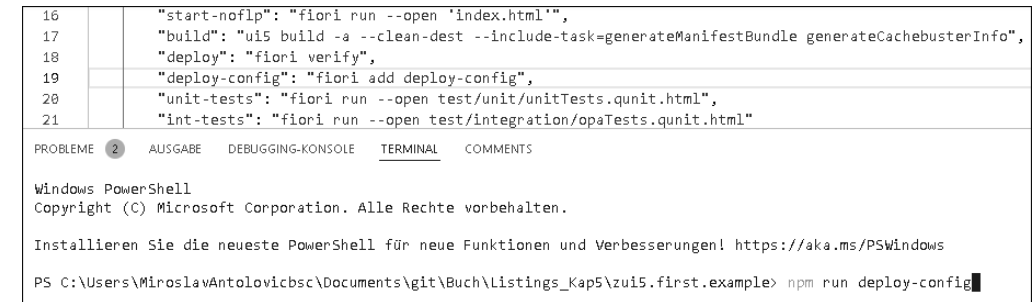 16 "start-noflp": "fiori run --open 'index.html'",
17 "build": "ui5 build -a --clean-dest --include-task=generateManifestBundle generateCachebusterInfo",
18 "deploy": "fiori verify",
19 "deploy-config": "fiori add deploy-config",
20 "unit-tests": "fiori run --open test/unit/unitTests.qunit.html",
21 "int-tests": "fiori run --open test/integration/opaTests.qunit.html"
PROBLEME 2 AUSGABE DEBUGGING-KONSOLE TERMINAL COMMENTS
Windows PowerShell
Copyright (C) Microsoft Corporation. Alle Rechte vorbehalten.
Installieren Sie die neueste PowerShell für neue Funktionen und Verbesserungen! https://aka.ms/PSWindows
PS C:\Users\MiroslavAntolovicbsc\Documents\git\Buch\Listings_Kap5\zui5.first.example> npm run deploy-config